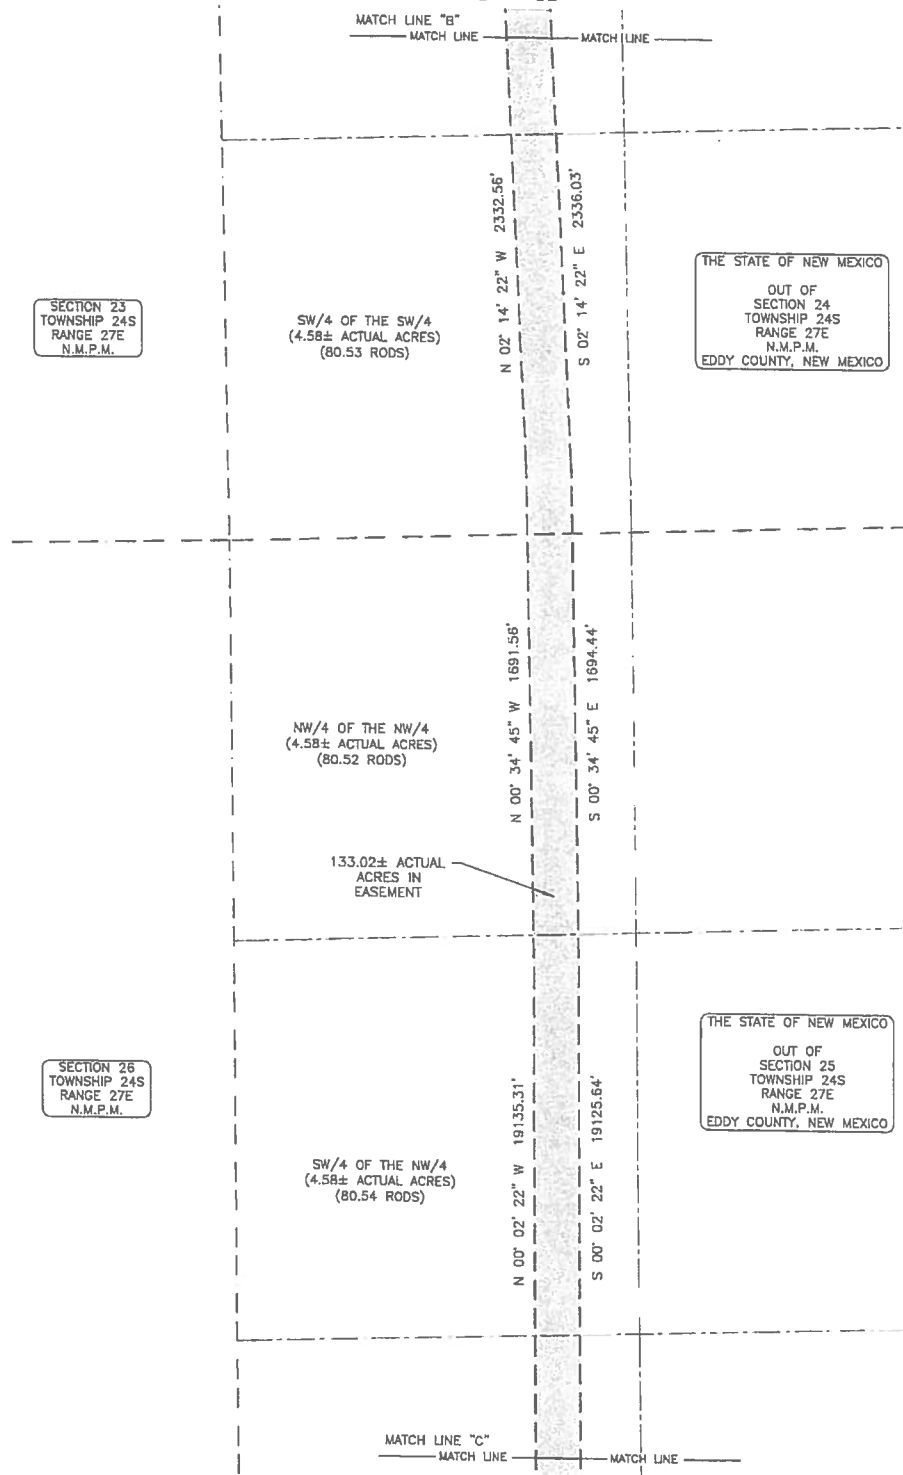 MATCH LINE "B"
MATCH LINE
MATCH LINE
N 02° 14' 22" W 2332.56'
S 02° 14' 22" E 2336.03'
THE STATE OF NEW MEXICO
OUT OF
SECTION 24
TOWNSHIP 24S
RANGE 27E
N.M.P.M.
EDDY COUNTY, NEW MEXICO
SECTION 23
TOWNSHIP 24S
RANGE 27E
N.M.P.M.
SW/4 OF THE SW/4
(4.58± ACTUAL ACRES)
(80.53 RODS)
N 00° 34' 45" W 1691.56'
S 00° 34' 45" E 1694.44'
NW/4 OF THE NW/4
(4.58± ACTUAL ACRES)
(80.52 RODS)
133.02± ACTUAL
ACRES IN
EASEMENT
THE STATE OF NEW MEXICO
OUT OF
SECTION 25
TOWNSHIP 24S
RANGE 27E
N.M.P.M.
EDDY COUNTY, NEW MEXICO
SECTION 26
TOWNSHIP 24S
RANGE 27E
N.M.P.M.
N 00° 02' 22" W 19135.31'
S 00° 02' 22" E 19125.64'
SW/4 OF THE NW/4
(4.58± ACTUAL ACRES)
(80.54 RODS)
MATCH LINE "C"
MATCH LINE
MATCH LINE